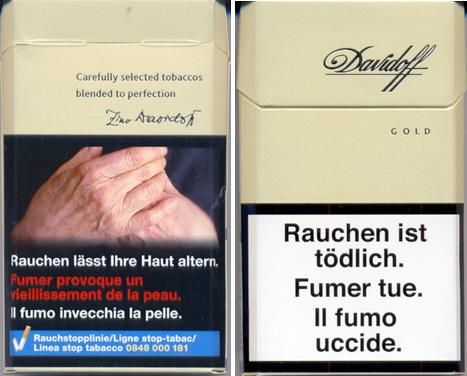 Carefully selected tobaccos
blended to perfection
Zino Davidoff
Rauchen lässt Ihre Haut altern.
Fumer provoque un
vieillissement de la peau.
Il fumo invecchia la pelle.
Rauchstopplinie/Ligne stop-tabac/
Linea stop tabacco 0848 000 181
Davidoff
GOLD
Rauchen ist
tödlich.
Fumer tue.
Il fumo
uccide.